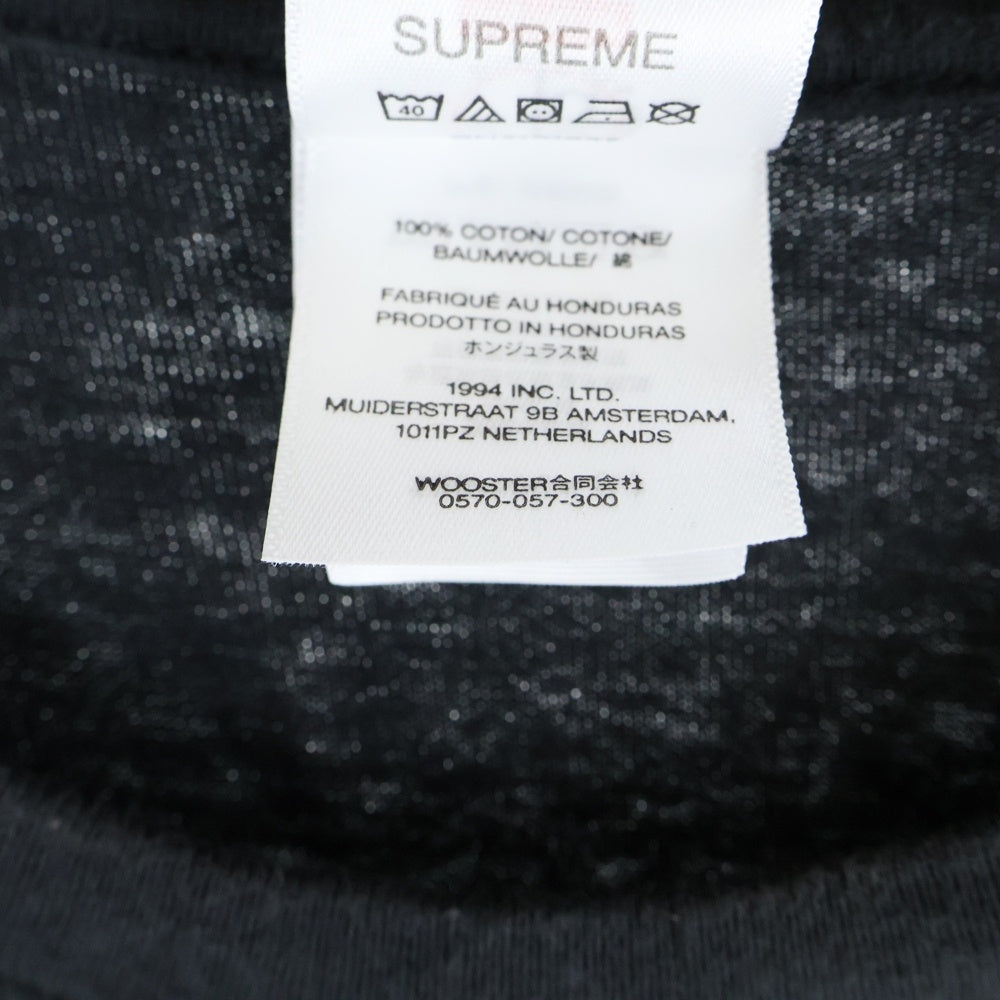 SUPREME
40
100% COTON/ COTONE/
BAUMWOLLE/ 綿
FABRIQUÉ AU HONDURAS
PRODOTTO IN HONDURAS
ホンジュラス製
1994 INC. LTD.
MUIDERSTRAAT 9B AMSTERDAM,
1011PZ NETHERLANDS
WOOSTER合同会社
0570-057-300